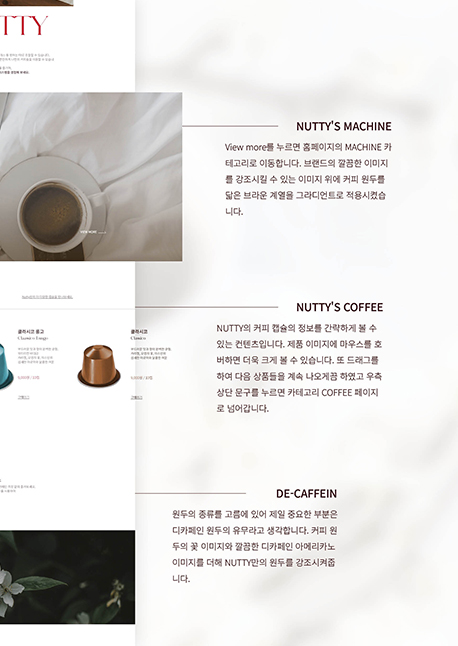 NUTTY
NUTTY'S MACHINE
View more를 누르면 홈페이지의 MACHINE 카
테고리로 이동합니다. 브랜드의 깔끔한 이미지
를 강조시킬 수 있는 이미지 위에 커피 원두를
닮은 브라운 계열을 그라디언트로 적용시켰습
니다.
VIEW MORE
NUTTY'S COFFEE
NUTTY의 커피 캡슐의 정보를 간략하게 볼 수
있는 컨텐츠입니다. 제품 이미지에 마우스를 호
버하면 더욱 크게 볼 수 있습니다. 또 드래그를
하여 다음 상품들을 계속 나오게끔 하였고 우측
상단 문구를 누르면 카테고리 COFFEE 페이지
로 넘어갑니다.
클래시코 룽고
클래시코
DE-CAFFEIN
원두의 종류를 고름에 있어 제일 중요한 부분은
디카페인 원두의 유무라고 생각합니다. 커피 원
두의 꽃 이미지와 깔끔한 디카페인 아메리카노
이미지를 더해 NUTTY만의 원두를 강조시켜줍
니다.